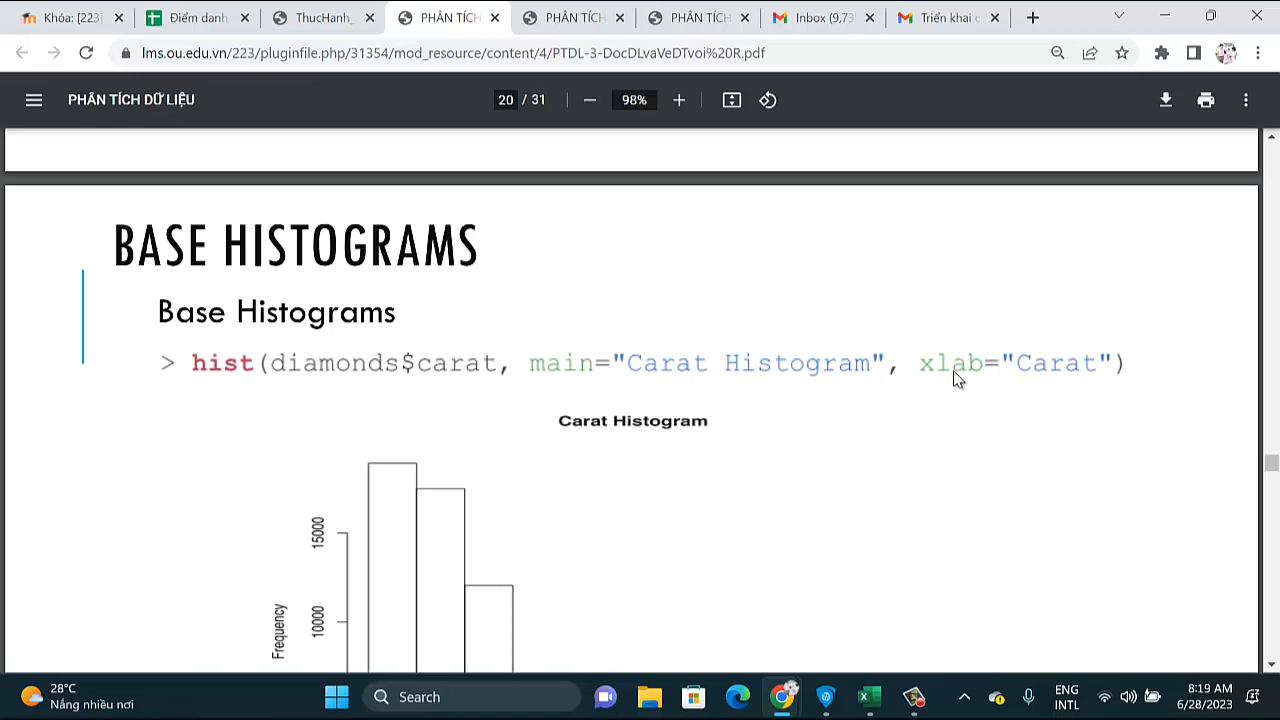 Khóa: [223]
Điểm danh
ThucHanh_
PHÂN TÍCH
PHÂN TÍCH
PHÂN TÍCH
Inbox (9,73
Triển khai c
lms.ou.edu.vn/223/pluginfile.php/31354/mod_resource/content/4/PTDL-3-DocDLvaVeDTvoi%20R.pdf
PHÂN TÍCH DỮ LIỆU
20 / 31
98%
BASE HISTOGRAMS
Base Histograms
> hist(diamonds$carat, main="Carat Histogram", xlab="Carat")
Carat Histogram
15000
10000
Frequency
28°C
Nắng nhiều nơi
Search
ENG
INTL
8:19 AM
6/28/2023